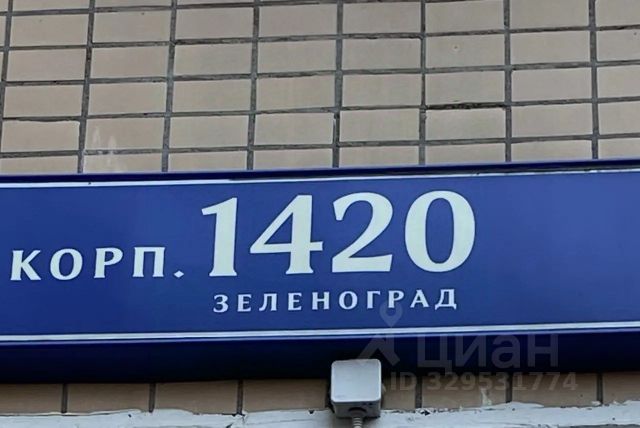 КОРП. 1420
ЗЕЛЕНОГРАД
циан
ID 329531774